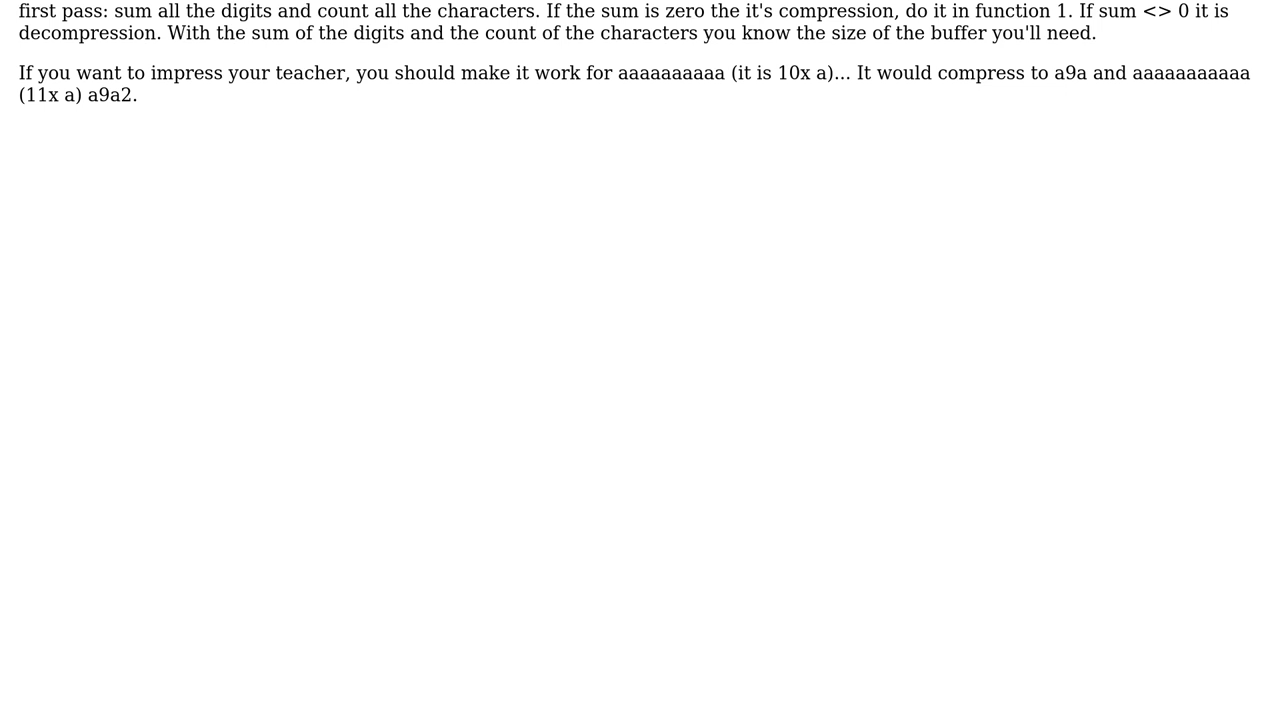 first pass: sum all the digits and count all the characters. If the sum is zero the it's compression, do it in function 1. If sum <> 0 it is
decompression. With the sum of the digits and the count of the characters you know the size of the buffer you'll need.
If you want to impress your teacher, you should make it work for aaaaaaaaaa (it is 10x a)... It would compress to a9a and aaaaaaaaaaa
(11x a) a9a2.